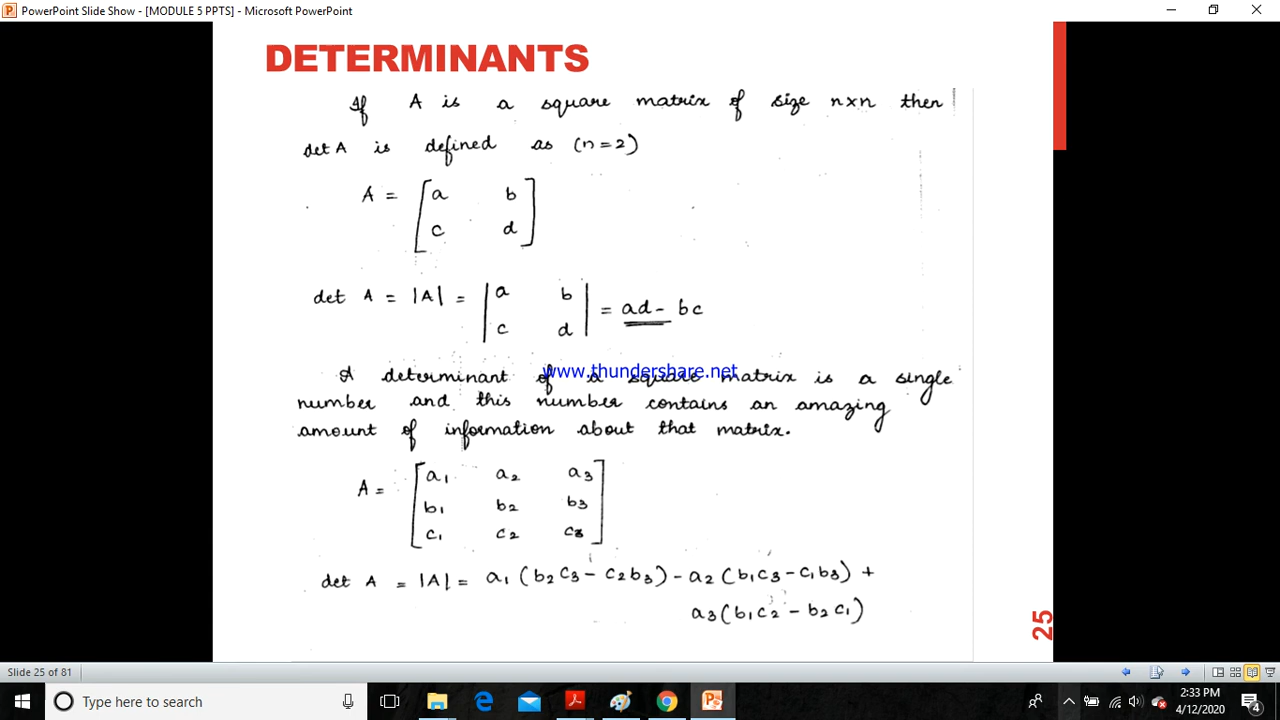 PowerPoint Slide Show - [MODULE 5 PPTS] - Microsoft PowerPoint
DETERMINANTS
If A is a square matrix of size n×n then
det A is defined as (n=2)
A = [a b
c d]
det A = |A| = |a b
c d| = ad - bc
www.thundershare.net
A determinant of a square matrix is a single
number and this number contains an amazing
amount of information about that matrix.
A = [a₁ a₂ a₃
b₁ b₂ b₃
c₁ c₂ c₃]
det A = |A| = a₁ (b₂c₃ - c₂b₃) - a₂ (b₁c₃ - c₁b₃) +
a₃ (b₁c₂ - b₂c₁)
25
Slide 25 of 81
Type here to search
2:33 PM
4/12/2020
4